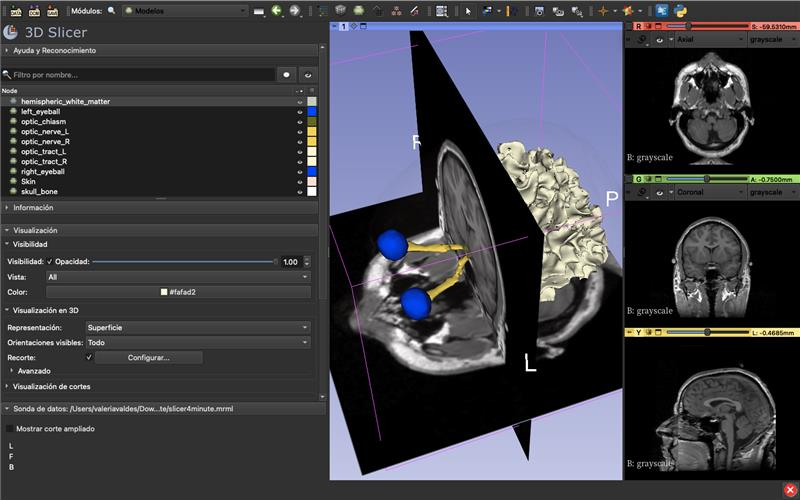 DATA
DCM
SAVE
Módulos:
Modelos
3D Slicer
Ayuda y Reconocimiento
Filtro por nombre...
Node
hemispheric_white_matter
left_eyeball
optic_chiasm
optic_nerve_L
optic_nerve_R
optic_tract_L
optic_tract_R
right_eyeball
Skin
skull_bone
Información
Visualización
Visibilidad
Visibilidad: Opacidad: 1.00
Vista: All
Color: #fafad2
Visualización en 3D
Representación: Superficie
Orientaciones visibles: Todo
Recorte: Configurar...
Avanzado
Visualización de cortes
Sonda de datos: /Users/valeriavaldes/Dow...te/slicer4minute.mrml
Mostrar corte ampliado
L
F
B
1
R
P
L
R S: -59.5310mm
Axial grayscale
B: grayscale
G A: -0.7500mm
Coronal grayscale
B: grayscale
Y L: -0.4685mm
B: grayscale